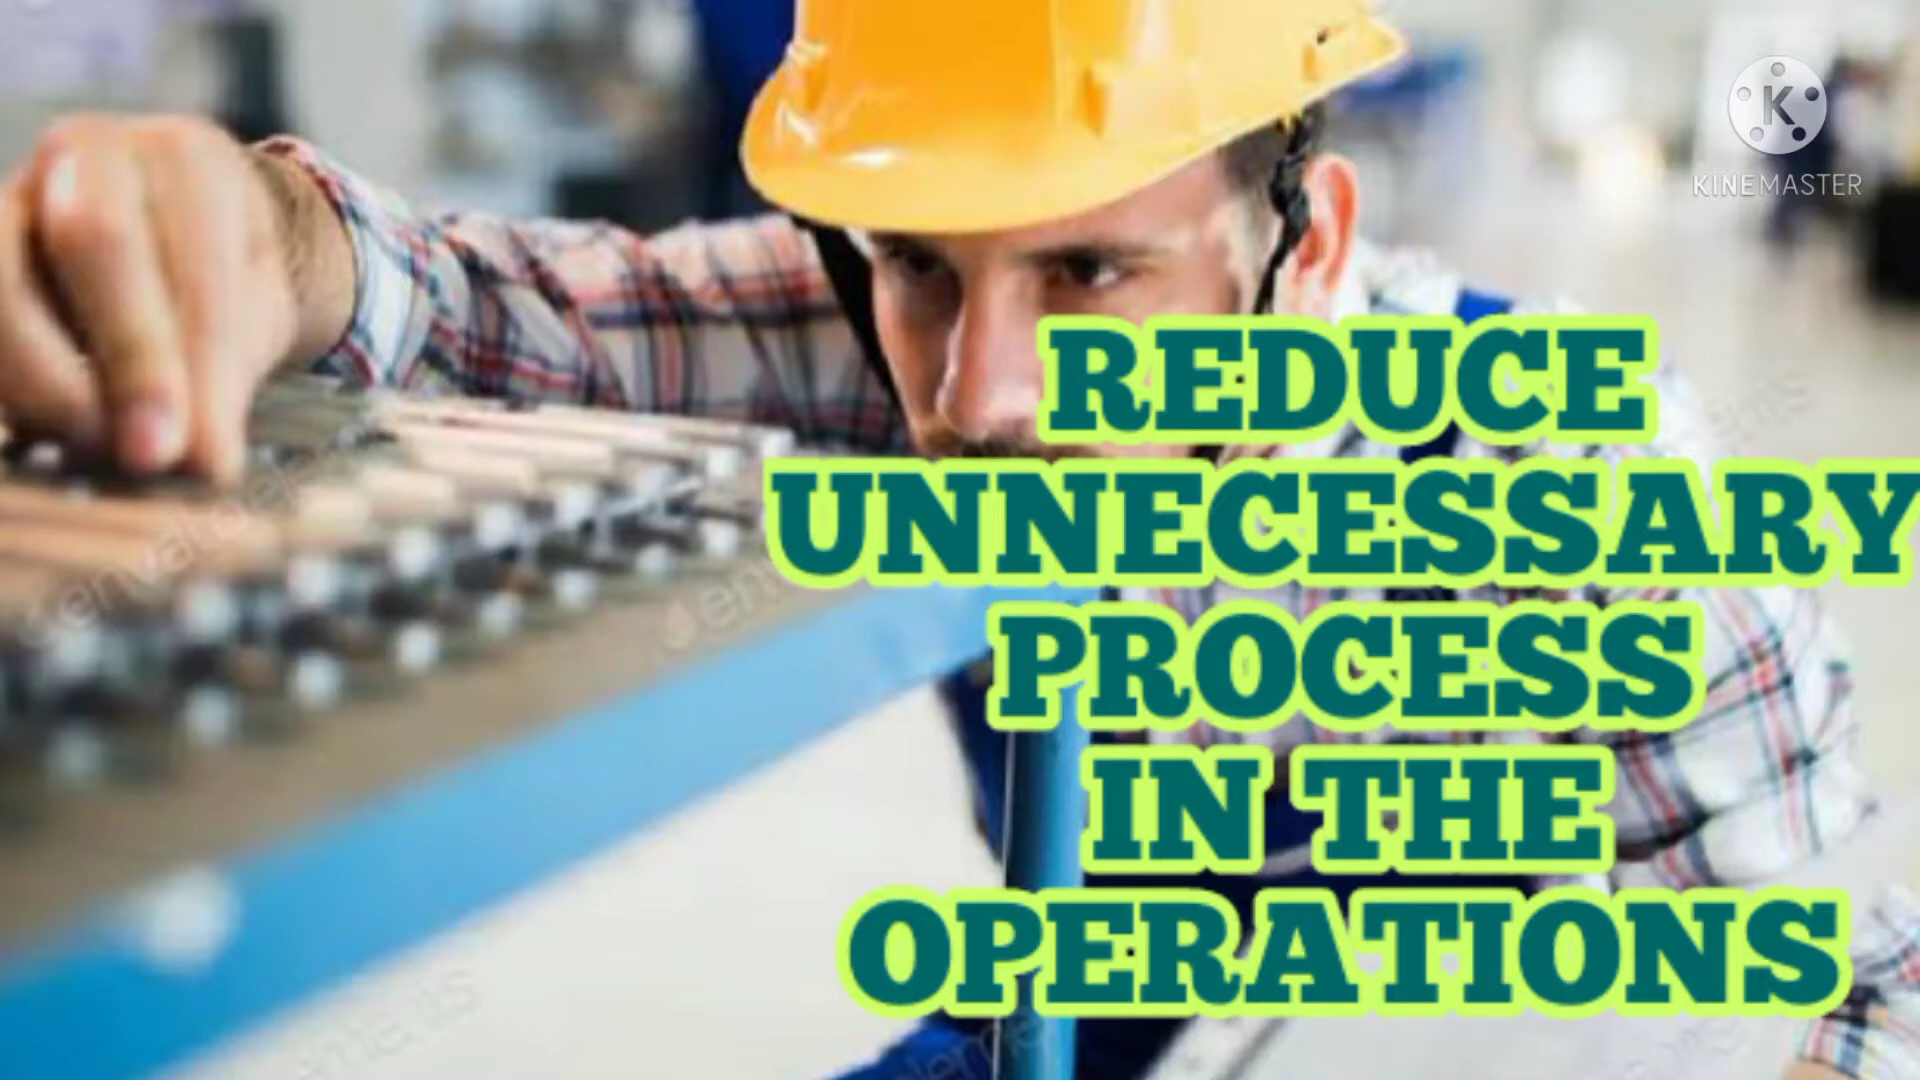 K
KINEMASTER
REDUCE
UNNECESSARY
PROCESS
IN THE
OPERATIONS